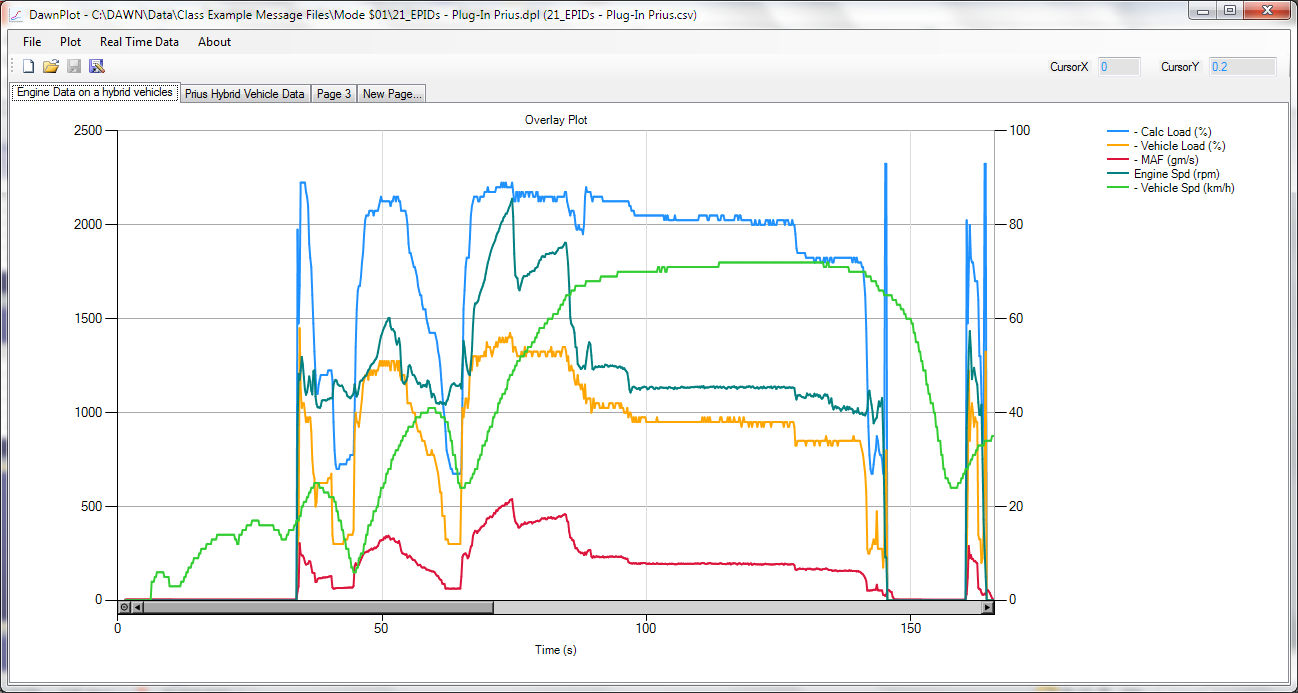 DawnPlot - C:\DAWN\Data\Class Example Message Files\Mode $01\21_EPIDs - Plug-In Prius.dpl (21_EPIDs - Plug-In Prius.csv)
File Plot Real Time Data About
CursorX 0 CursorY 0.2
Engine Data on a hybrid vehicles Prius Hybrid Vehicle Data Page 3 New Page...
Overlay Plot
2500 100
- Calc Load (%)
- Vehicle Load (%)
- MAF (gm/s)
Engine Spd (rpm)
- Vehicle Spd (km/h)
2000 80
1500 60
1000 40
500 20
0 0
0 50 100 150
Time (s)